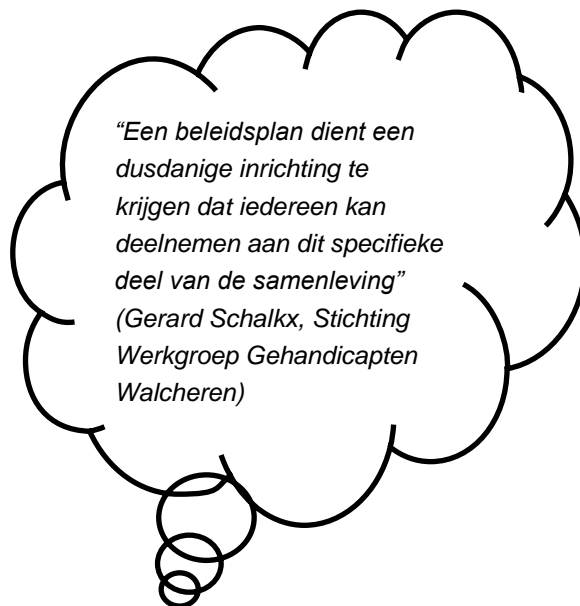 “Een beleidsplan dient een
dusdanige inrichting te
krijgen dat iedereen kan
deelnemen aan dit specifieke
deel van de samenleving”
(Gerard Schalkx, Stichting
Werkgroep Gehandicapten
Walcheren)